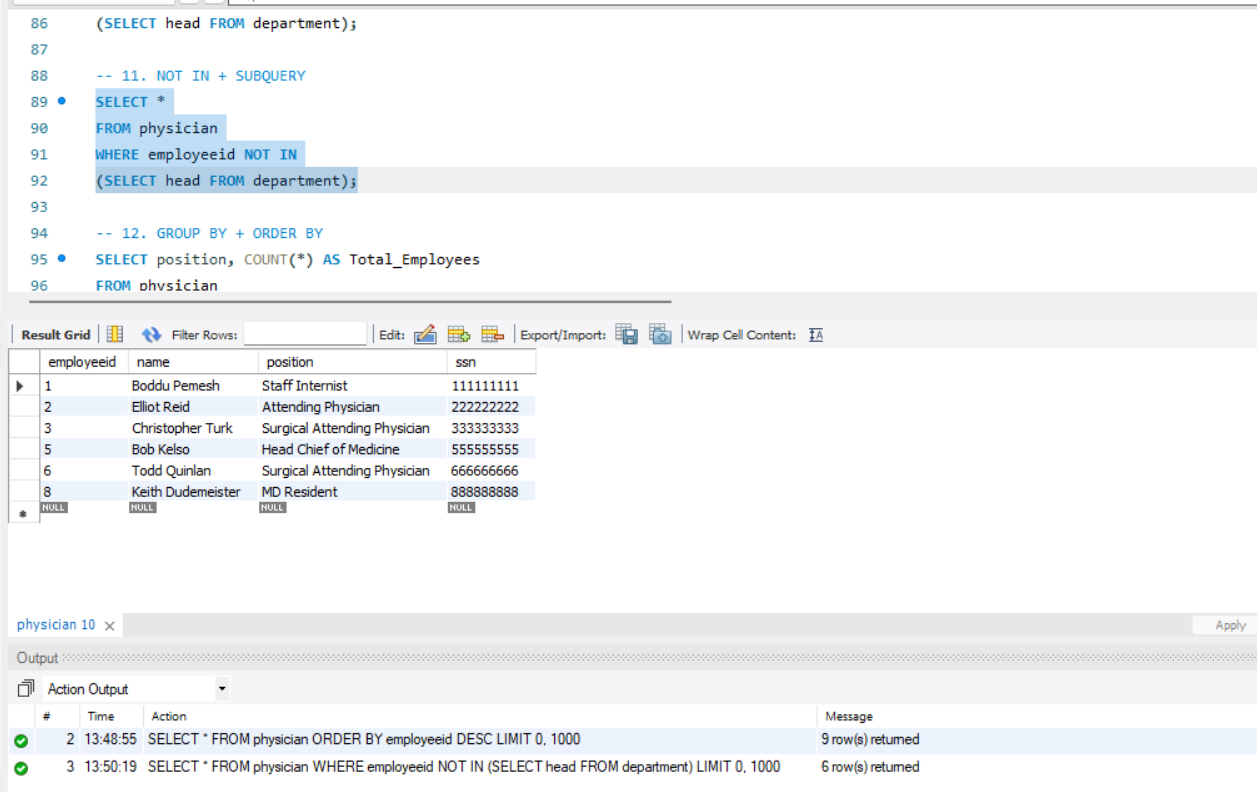 86 (SELECT head FROM department);
87
88 -- 11. NOT IN + SUBQUERY
89 SELECT *
90 FROM physician
91 WHERE employeeid NOT IN
92 (SELECT head FROM department);
93
94 -- 12. GROUP BY + ORDER BY
95 SELECT position, COUNT(*) AS Total_Employees
96 FROM physician
Result Grid Filter Rows: Edit: Export/Import: Wrap Cell Content:
employeeid name position ssn
1 Boddu Pemesh Staff Internist 111111111
2 Elliot Reid Attending Physician 222222222
3 Christopher Turk Surgical Attending Physician 333333333
5 Bob Kelso Head Chief of Medicine 555555555
6 Todd Quinlan Surgical Attending Physician 666666666
8 Keith Dudemeister MD Resident 888888888
NULL NULL NULL NULL
physician 10 Apply
Output
Action Output
# Time Action Message
2 13:48:55 SELECT * FROM physician ORDER BY employeeid DESC LIMIT 0, 1000 9 row(s) returned
3 13:50:19 SELECT * FROM physician WHERE employeeid NOT IN (SELECT head FROM department) LIMIT 0, 1000 6 row(s) returned